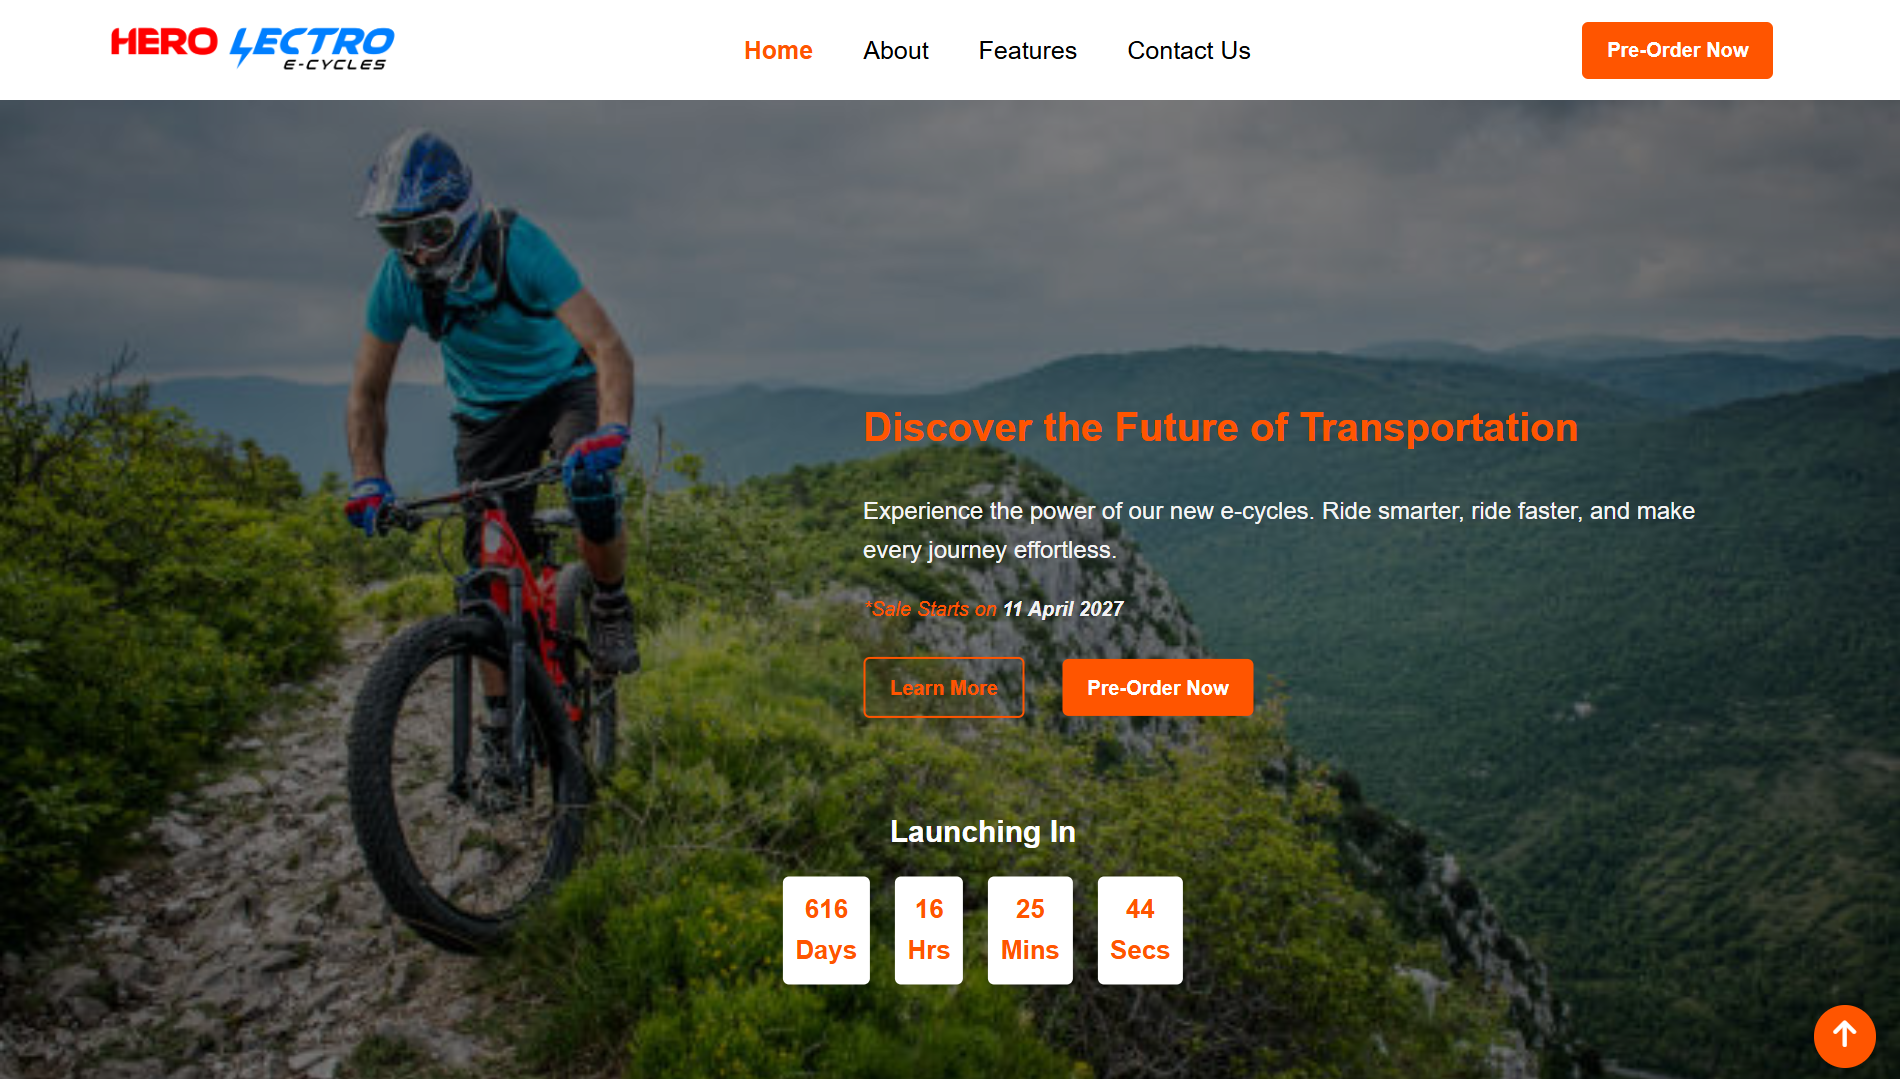 HERO LECTRO
E-CYCLES
Home
About
Features
Contact Us
Pre-Order Now
Discover the Future of Transportation
Experience the power of our new e-cycles. Ride smarter, ride faster, and make
every journey effortless.
*Sale Starts on 11 April 2027
Learn More
Pre-Order Now
Launching In
616 16 25 44
Days Hrs Mins Secs